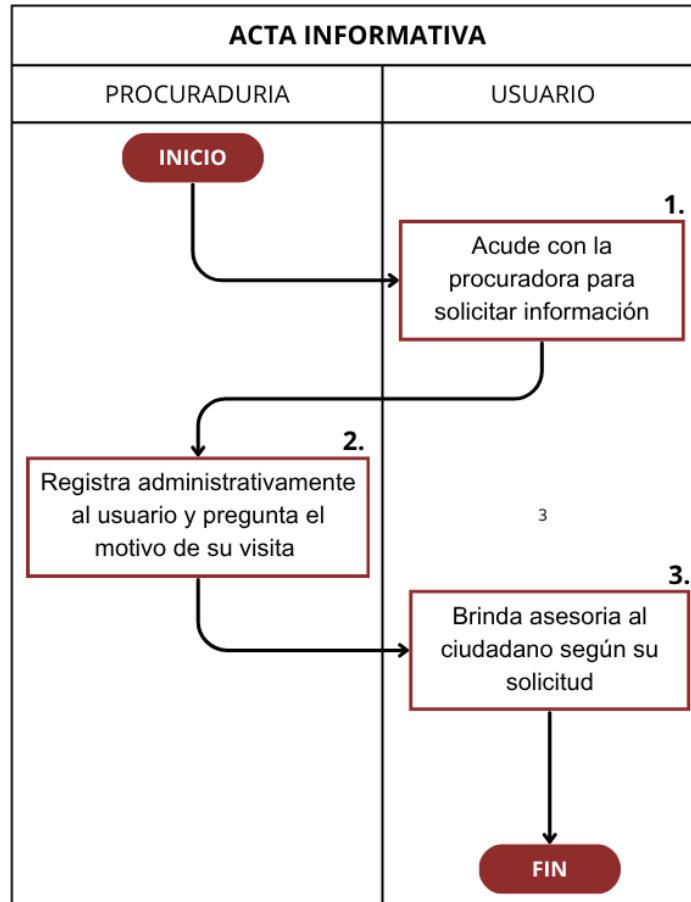 ACTA INFORMATIVA
PROCURADURIA
USUARIO
INICIO
1.
Acude con la
procuradora para
solicitar información
2.
Registra administrativamente
al usuario y pregunta el
motivo de su visita
3
3.
Brinda asesoria al
ciudadano según su
solicitud
FIN